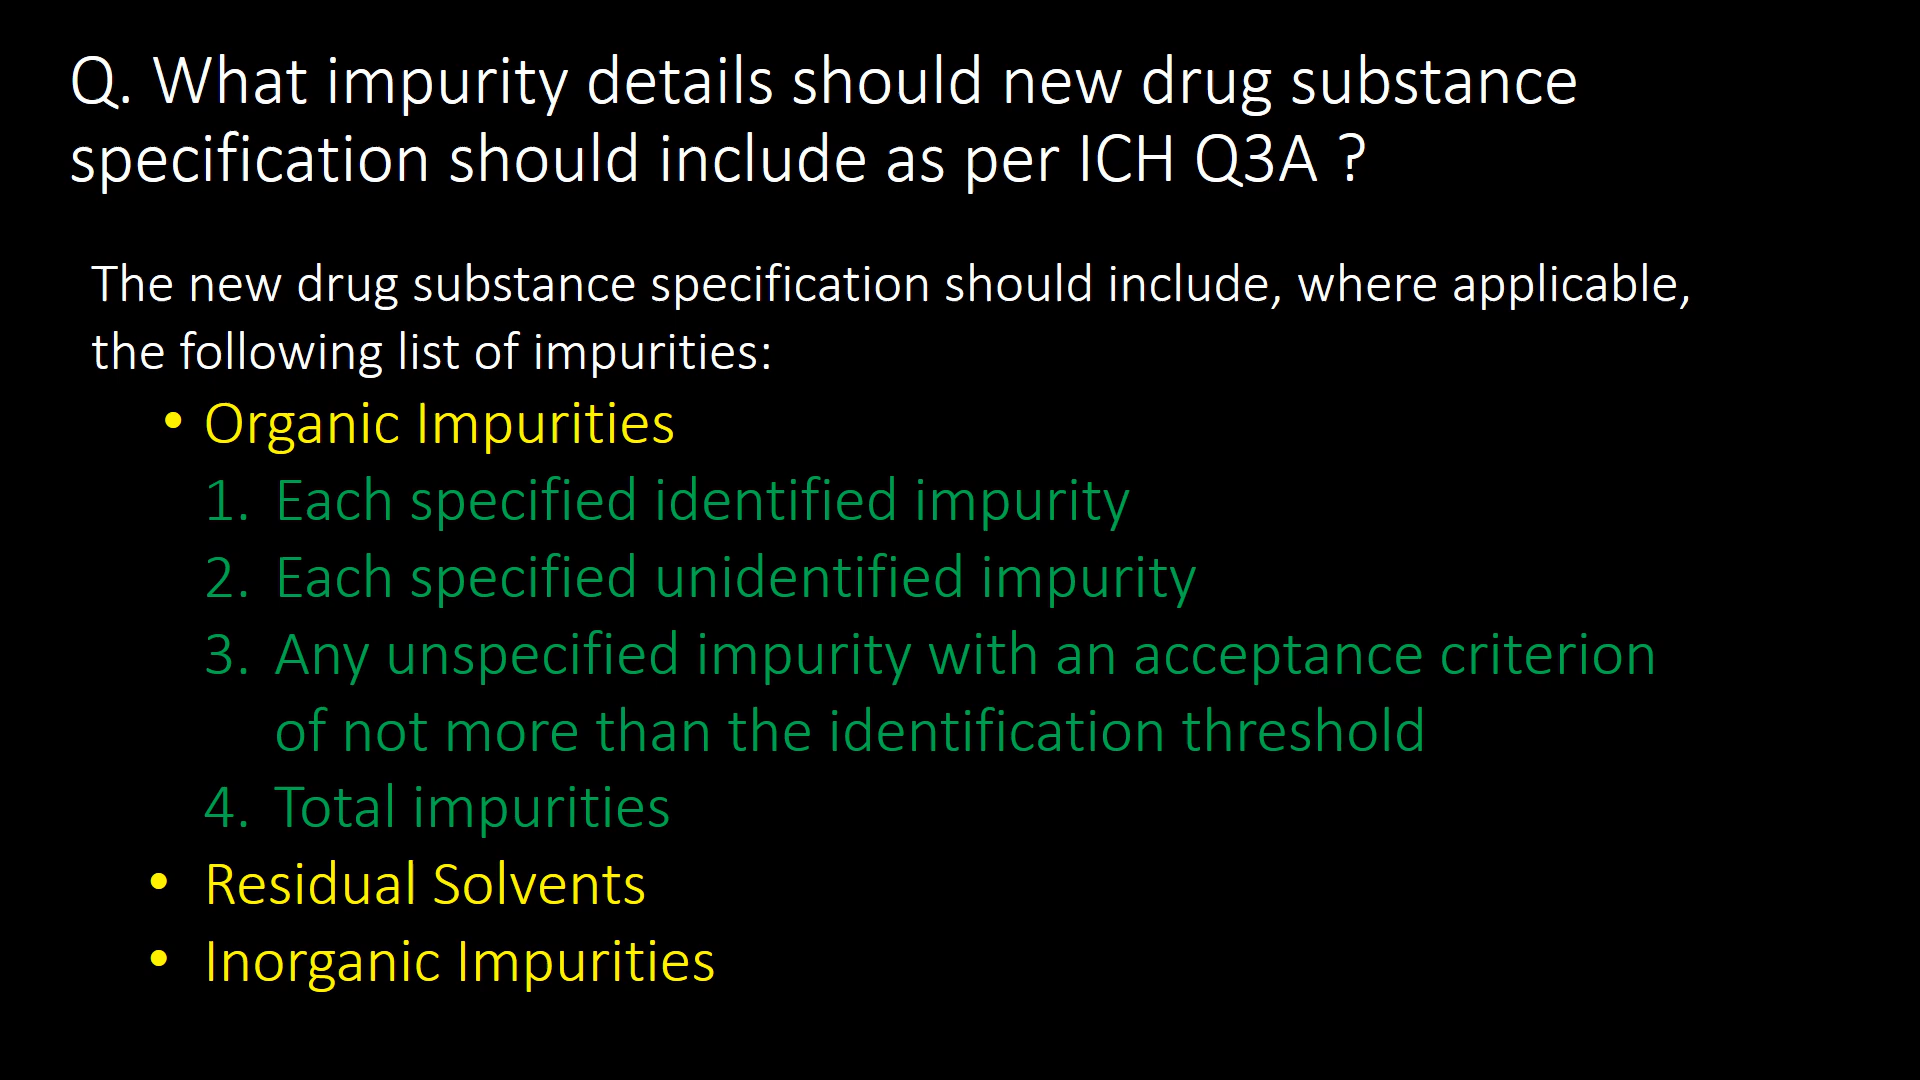 Q. What impurity details should new drug substance
specification should include as per ICH Q3A ?
The new drug substance specification should include, where applicable,
the following list of impurities:
• Organic Impurities
1. Each specified identified impurity
2. Each specified unidentified impurity
3. Any unspecified impurity with an acceptance criterion
of not more than the identification threshold
4. Total impurities
• Residual Solvents
• Inorganic Impurities